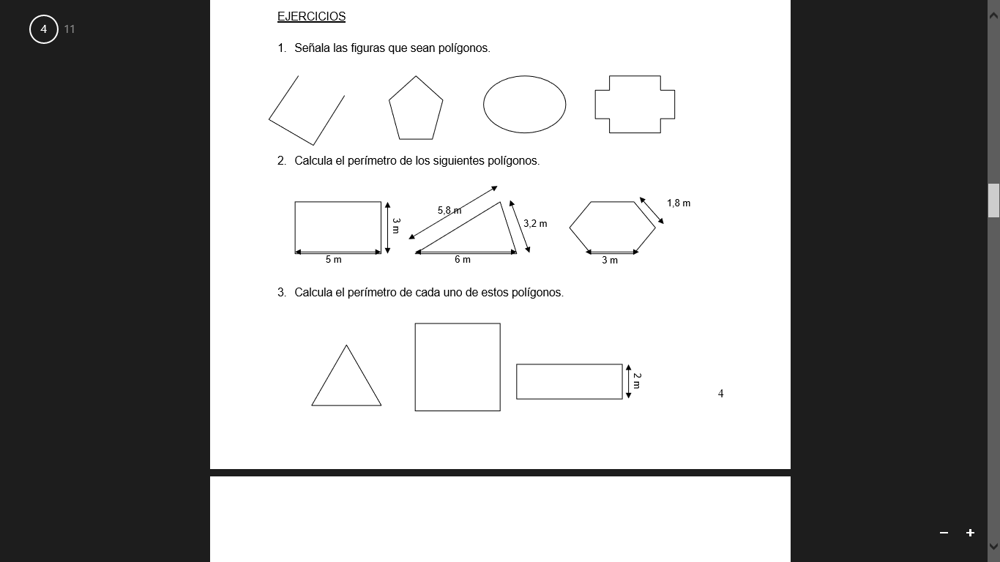 4 11
EJERCICIOS
1. Señala las figuras que sean polígonos.
2. Calcula el perímetro de los siguientes polígonos.
3 m
5 m
5,8 m
3,2 m
6 m
1,8 m
3 m
3. Calcula el perímetro de cada uno de estos polígonos.
2 m
4